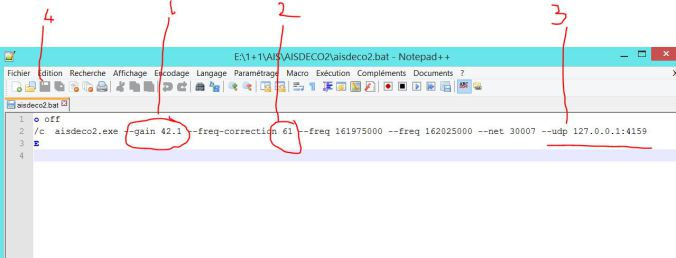 4 1 2 3
E:\1+1\AIS\AISDECO2\aisdeco2.bat - Notepad++
Fichier Edition Recherche Affichage Encodage Langage Paramétrage Macro Exécution Compléments Documents ?
aisdeco2.bat
1 o off
2 /c aisdeco2.exe --gain 42.1 --freq-correction 61 --freq 161975000 --freq 162025000 --net 30007 --udp 127.0.0.1:4159
3 E
4